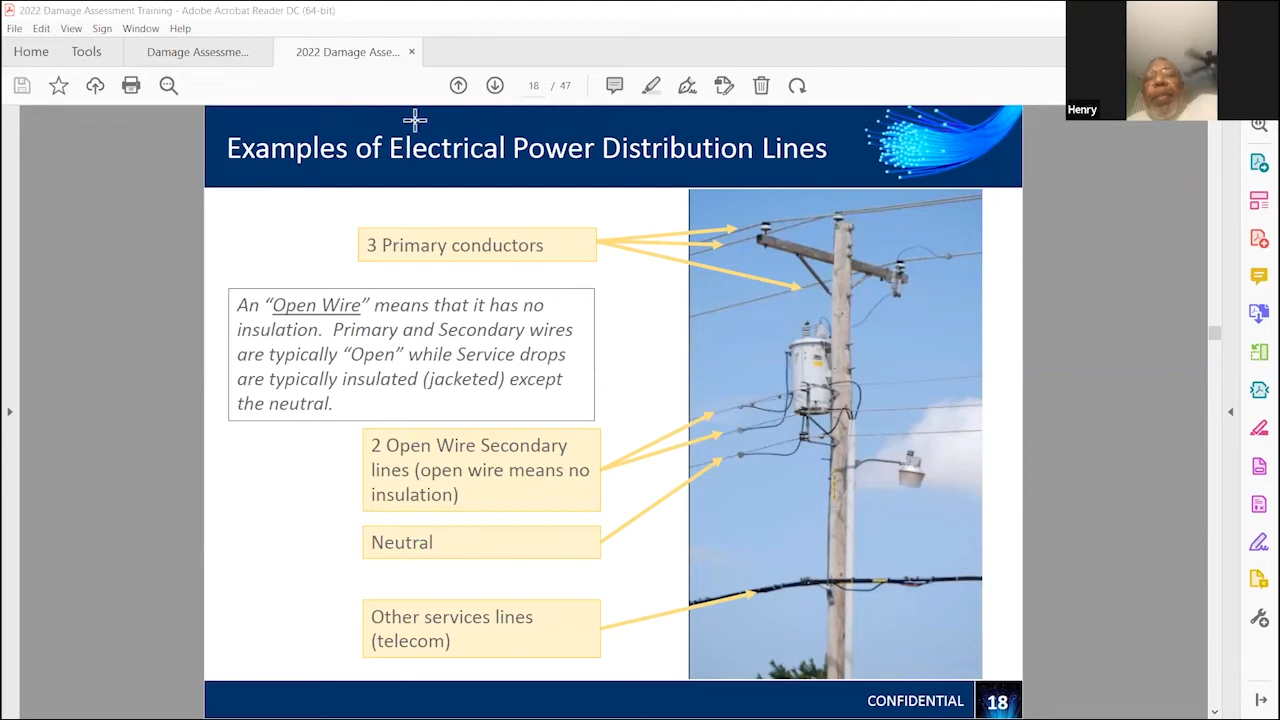 2022 Damage Assessment Training - Adobe Acrobat Reader DC (64-bit)
File Edit View Sign Window Help
Home Tools Damage Assessme... 2022 Damage Asse... ×
18 / 47
Henry
Examples of Electrical Power Distribution Lines
3 Primary conductors
An “Open Wire” means that it has no
insulation. Primary and Secondary wires
are typically “Open” while Service drops
are typically insulated (jacketed) except
the neutral.
2 Open Wire Secondary
lines (open wire means no
insulation)
Neutral
Other services lines
(telecom)
CONFIDENTIAL 18